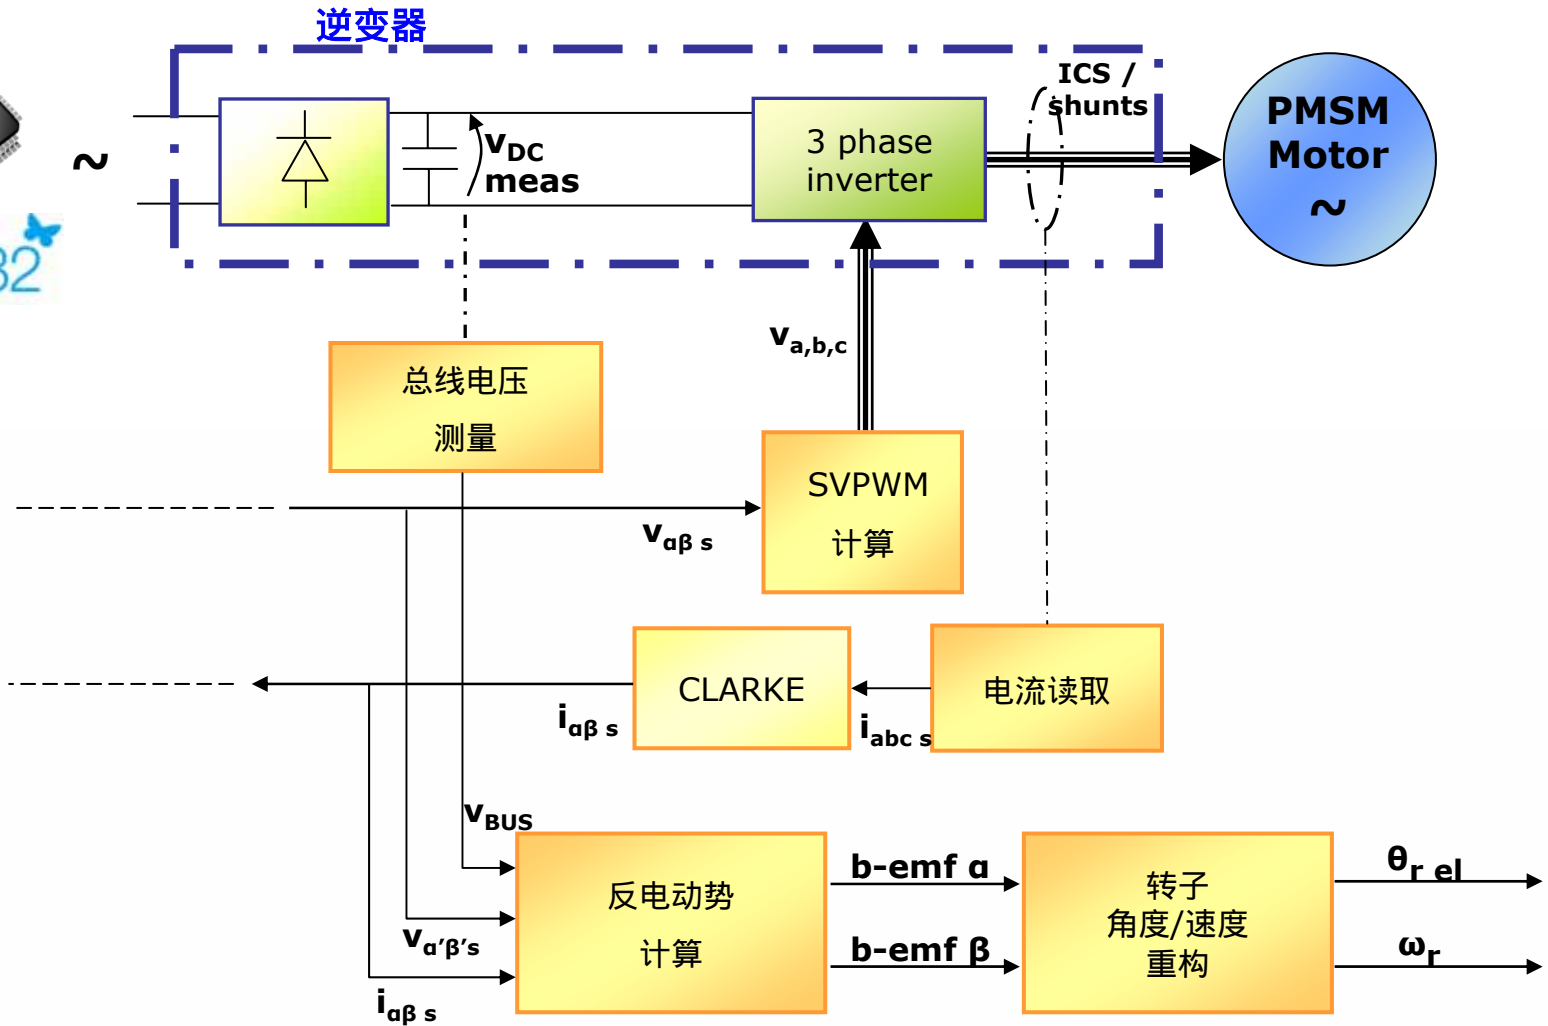 逆变器
ICS /
shunts
PMSM
Motor
~
~
vDC
meas
3 phase
inverter
32
va,b,c
总线电压
测量
SVPWM
计算
vαβ s
CLARKE
电流读取
iαβ s
iabc s
vBUS
反电动势
计算
b-emf α
b-emf β
转子
角度/速度
重构
θr el
ωr
vα'β's
iαβ s